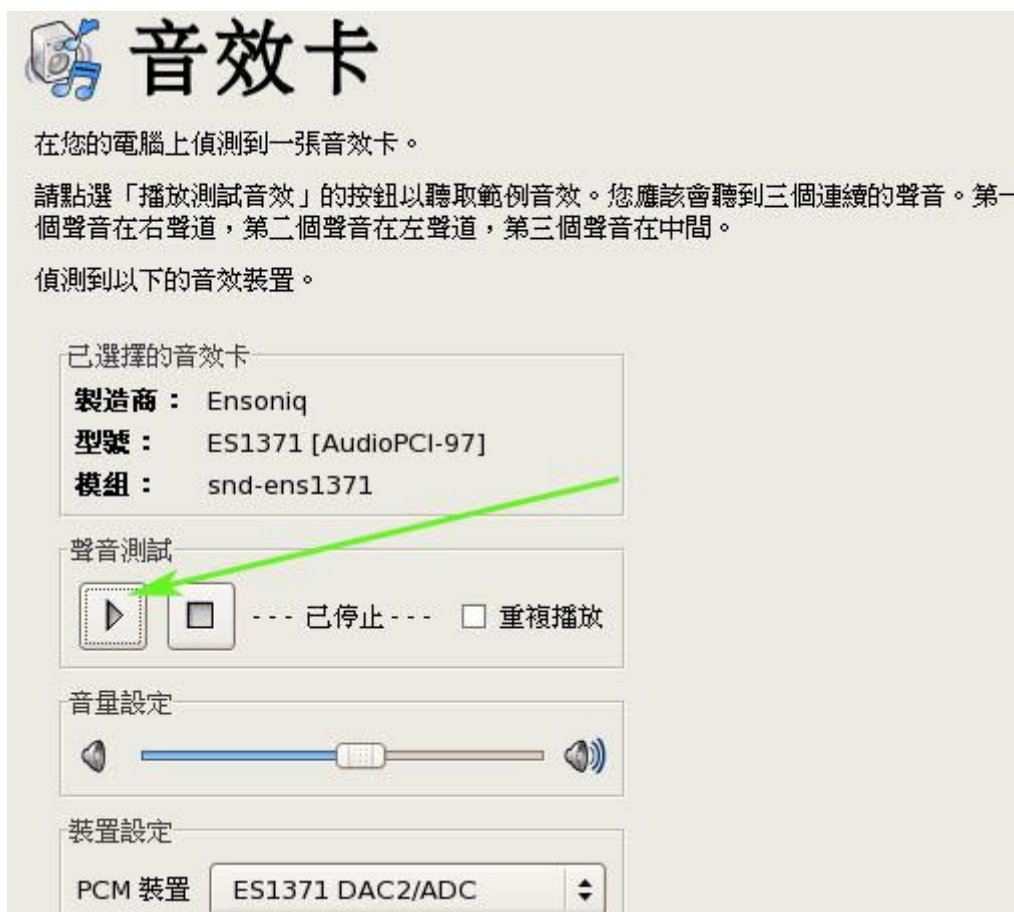 音效卡
在您的電腦上偵測到一張音效卡。
請點選「播放測試音效」的按鈕以聽取範例音效。您應該會聽到三個連續的聲音。第一
個聲音在右聲道，第二個聲音在左聲道，第三個聲音在中間。
偵測到以下的音效裝置。
已選擇的音效卡
製造商： Ensoniq
型號： ES1371 [AudioPCI-97]
模組： snd-ens1371
聲音測試
--- 已停止--- 重複播放
音量設定
裝置設定
PCM 裝置 ES1371 DAC2/ADC